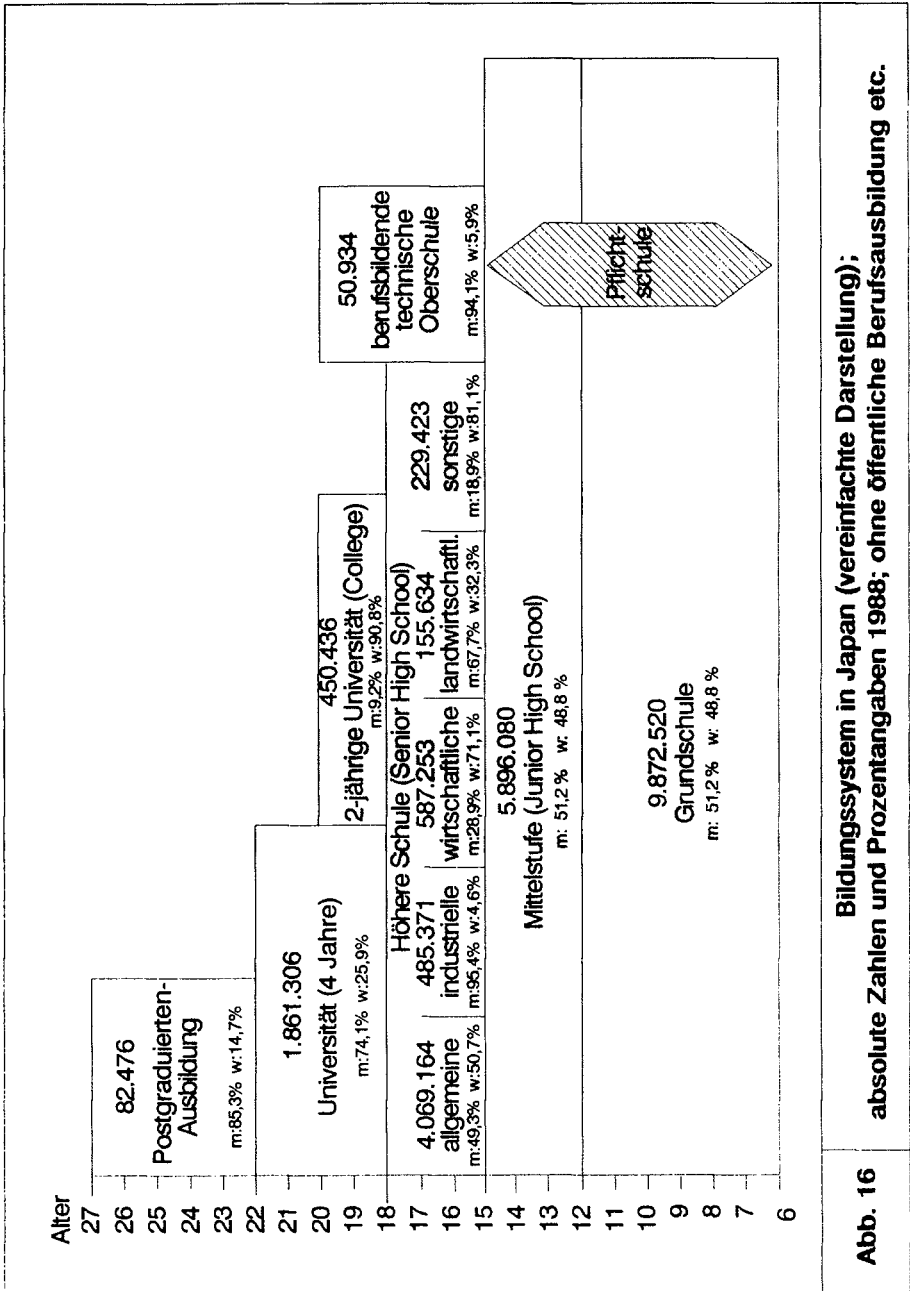 Alter
27
26
25
24
23
22
21
20
19
18
17
16
15
14
13
12
11
10
9
8
7
6
82.476
Postgraduierten-
Ausbildung
m:85,3% w:14,7%
1.861.306
Universität (4 Jahre)
m:74,1% w:25,9%
450.436
2-jährige Universität (College)
m:9,2% w:90,8%
50.934
berufsbildende
technische
Oberschule
m:94,1% w:5,9%
Höhere Schule (Senior High School)
4.069.164
allgemeine
m:49,3% w:50,7%
485.371
industrielle
m:95,4% w:4,6%
587.253
wirtschaftliche
m:28,9% w:71,1%
155.634
landwirtschaftl.
m:67,7% w:32,3%
229.423
sonstige
m:18,9% w:81,1%
5.896.080
Mittelstufe (Junior High School)
m: 51,2 % w: 48,8 %
9.872.520
Grundschule
m: 51,2 % w: 48,8 %
Pflicht-
schule
Abb. 16
Bildungssystem in Japan (vereinfachte Darstellung);
absolute Zahlen und Prozentangaben 1988; ohne öffentliche Berufsausbildung etc.